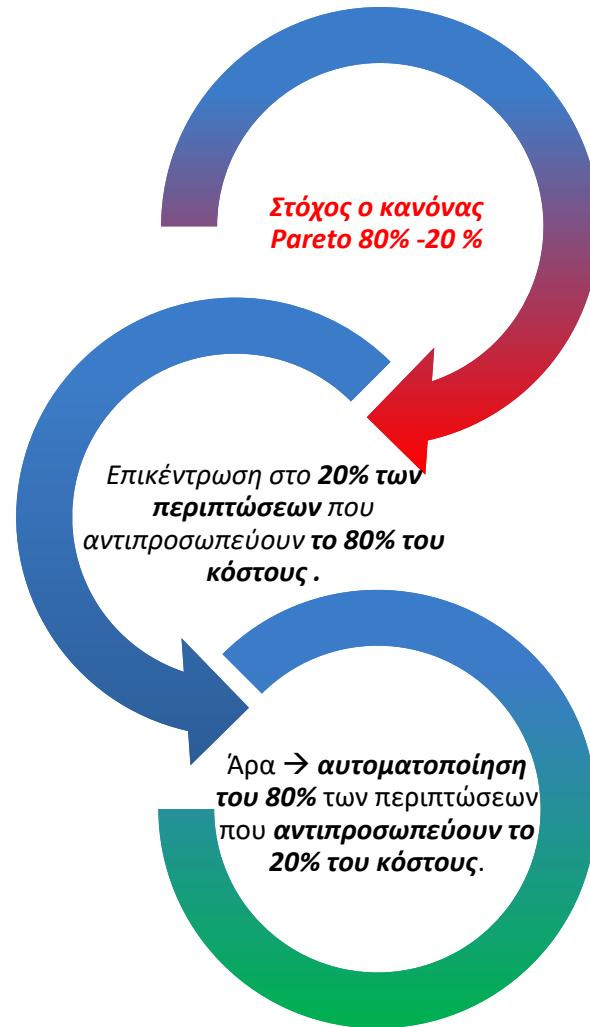 Στόχος ο κανόνας
Pareto 80% -20 %
Επικέντρωση στο 20% των
περιπτώσεων που
αντιπροσωπεύουν το 80% του
κόστους .
Άρα → αυτοματοποίηση
του 80% των περιπτώσεων
που αντιπροσωπεύουν το
20% του κόστους.